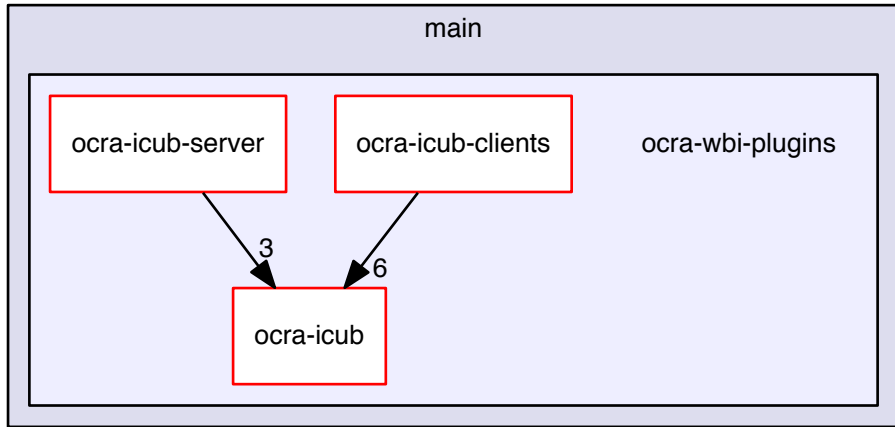 main
ocra-icub-server
ocra-icub-clients
ocra-wbi-plugins
3
6
ocra-icub